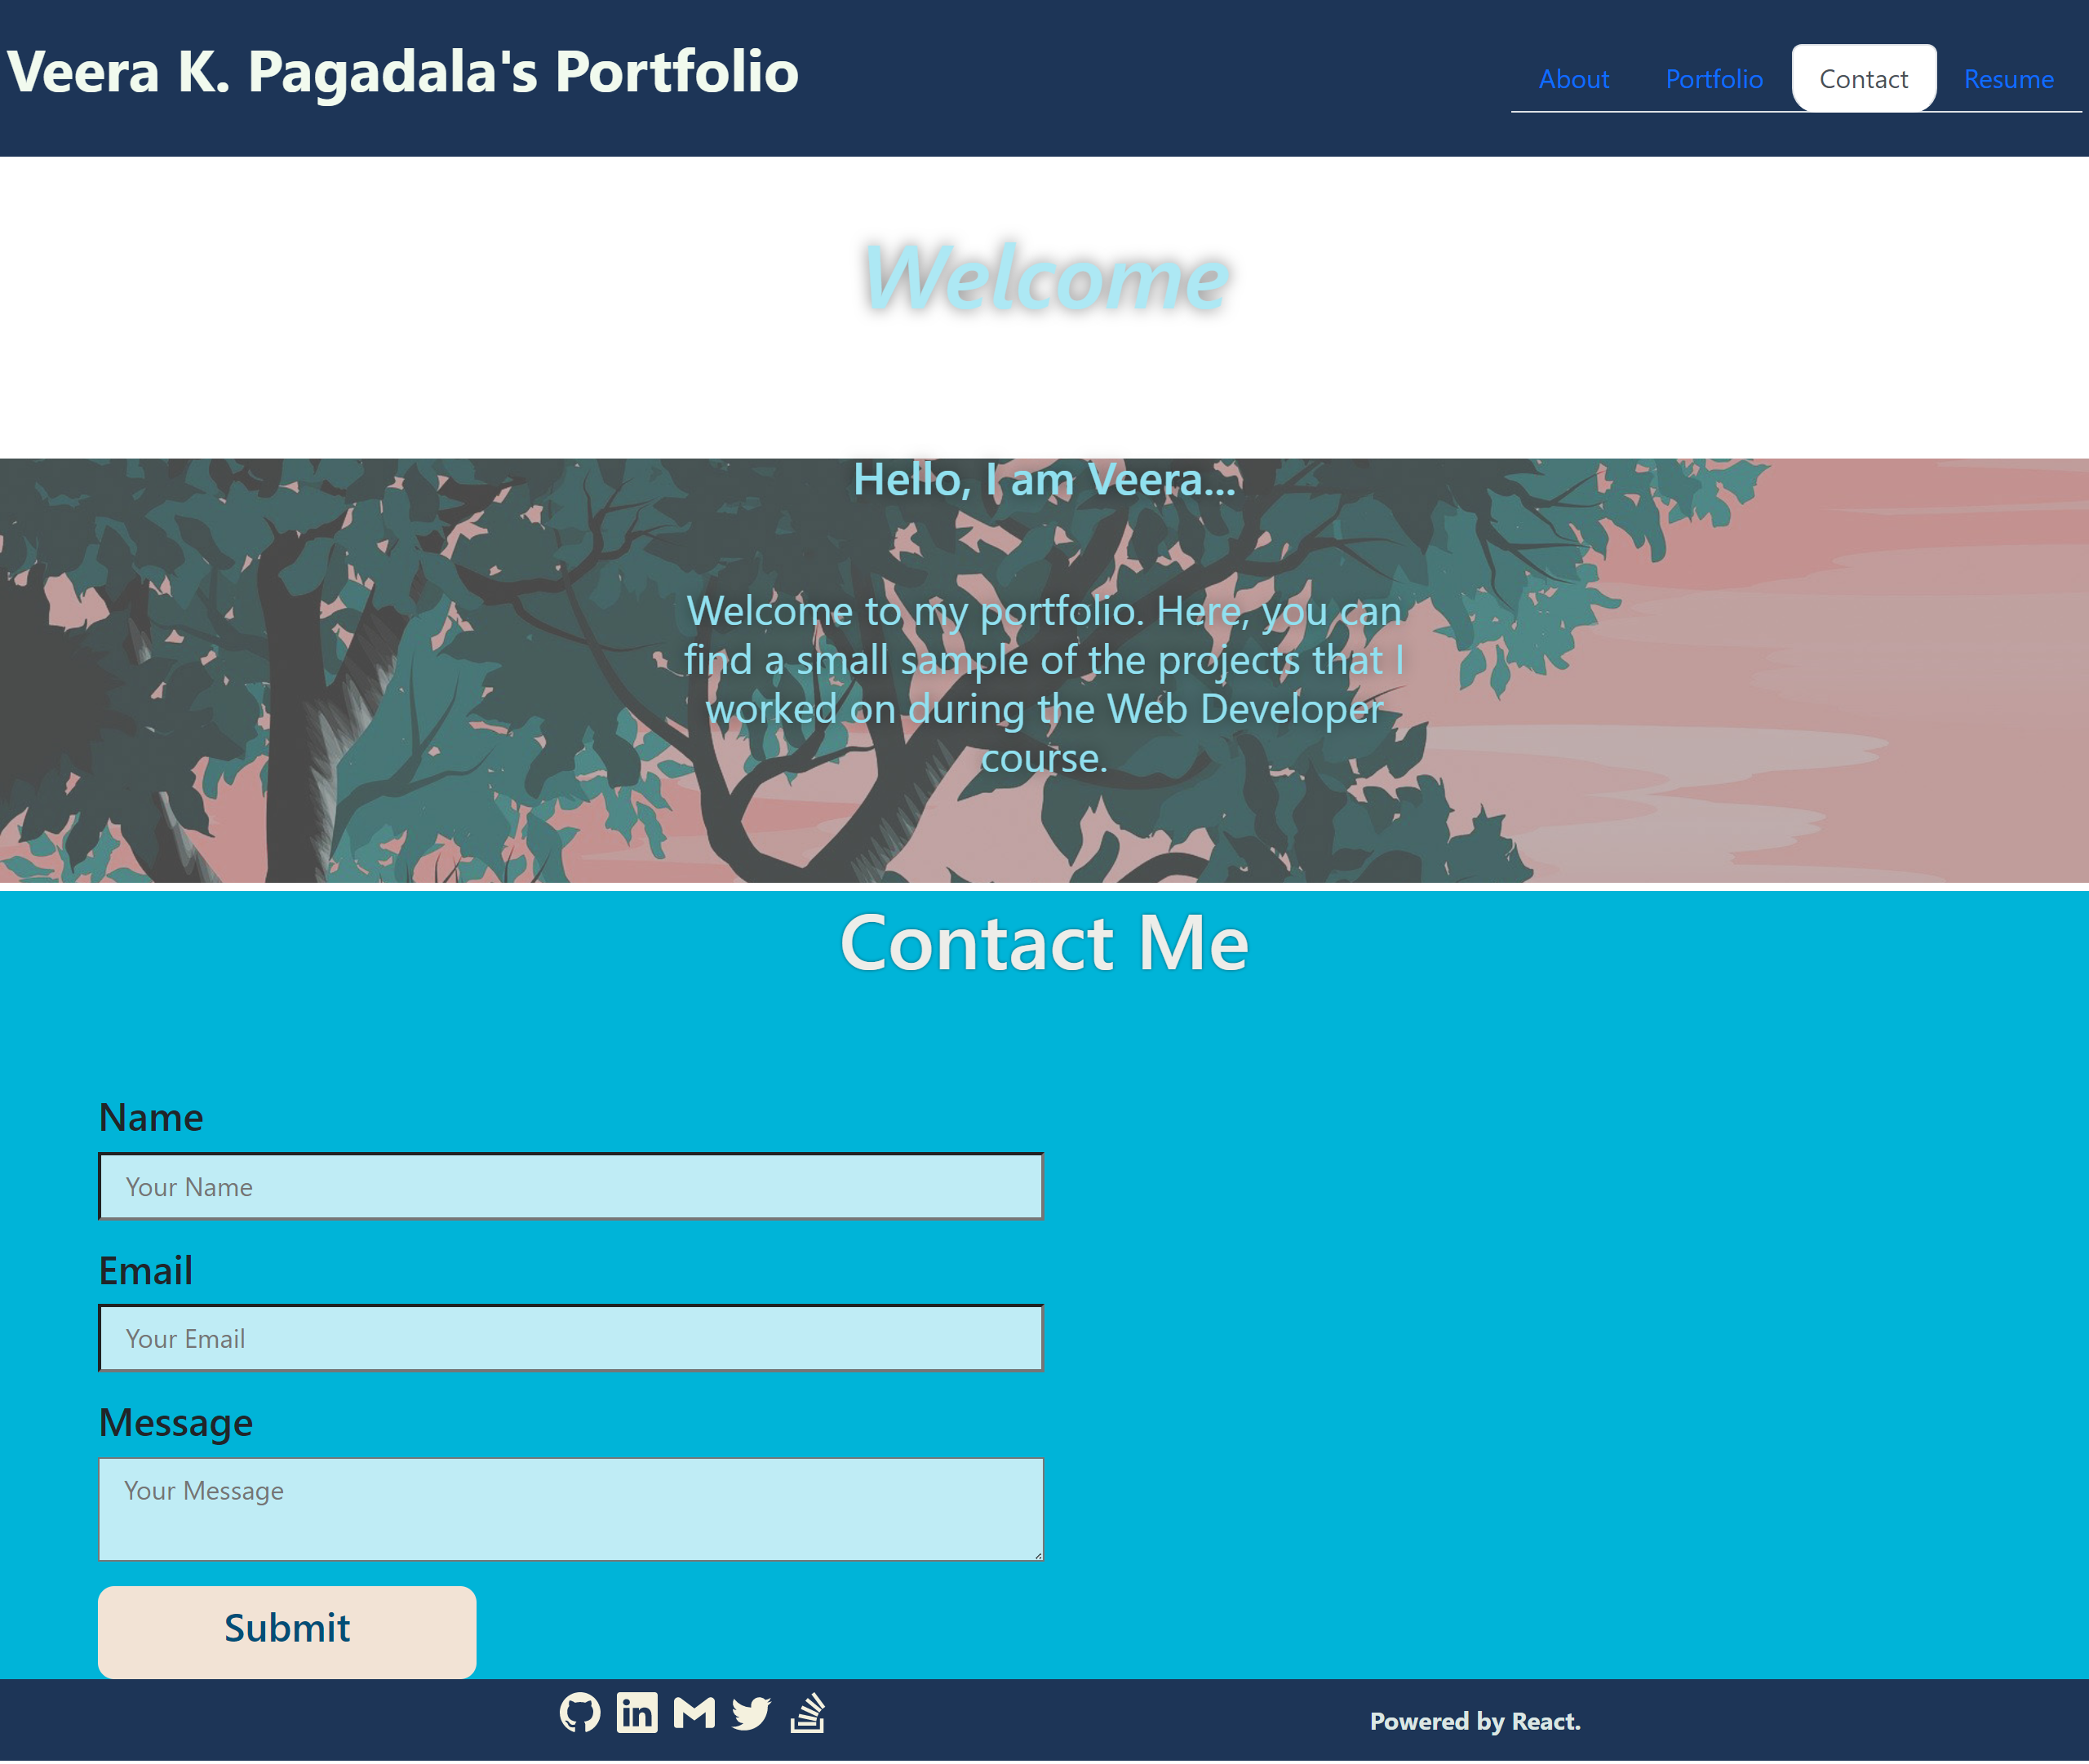 Veera K. Pagadala's Portfolio
About Portfolio Contact Resume
Welcome
Hello, I am Veera...
Welcome to my portfolio. Here, you can
find a small sample of the projects that I
worked on during the Web Developer
course.
Contact Me
Name
Your Name
Email
Your Email
Message
Your Message
Submit
in
Powered by React.